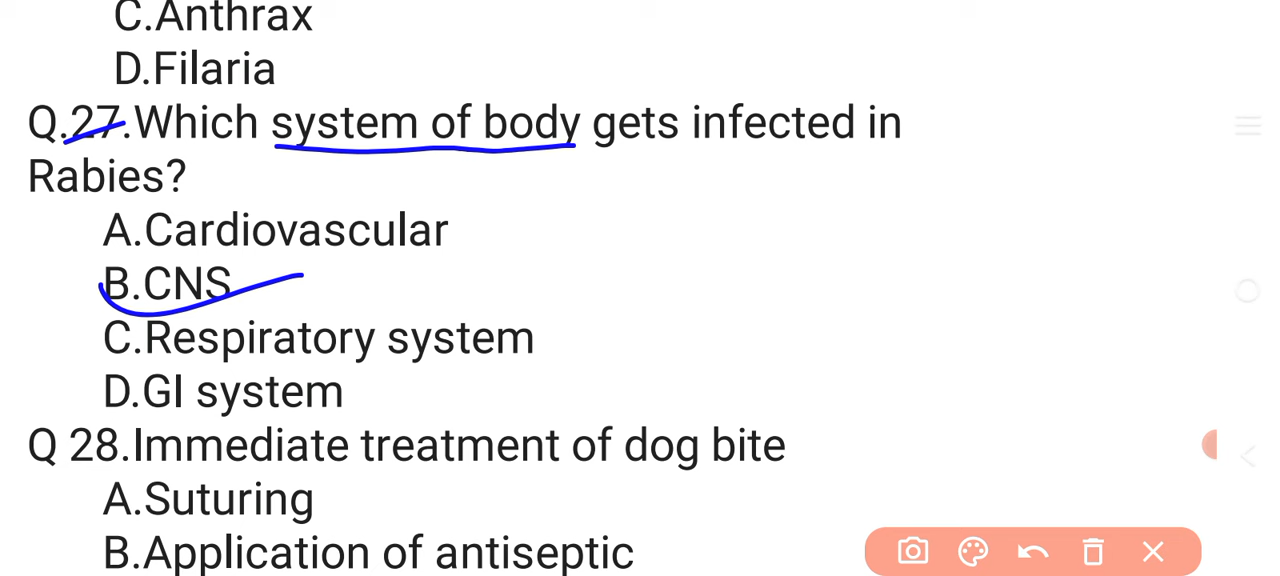 C.Anthrax
D.Filaria
Q.27.Which system of body gets infected in
Rabies?
A.Cardiovascular
B.CNS
C.Respiratory system
D.GI system
Q 28.Immediate treatment of dog bite
A.Suturing
B.Application of antiseptic